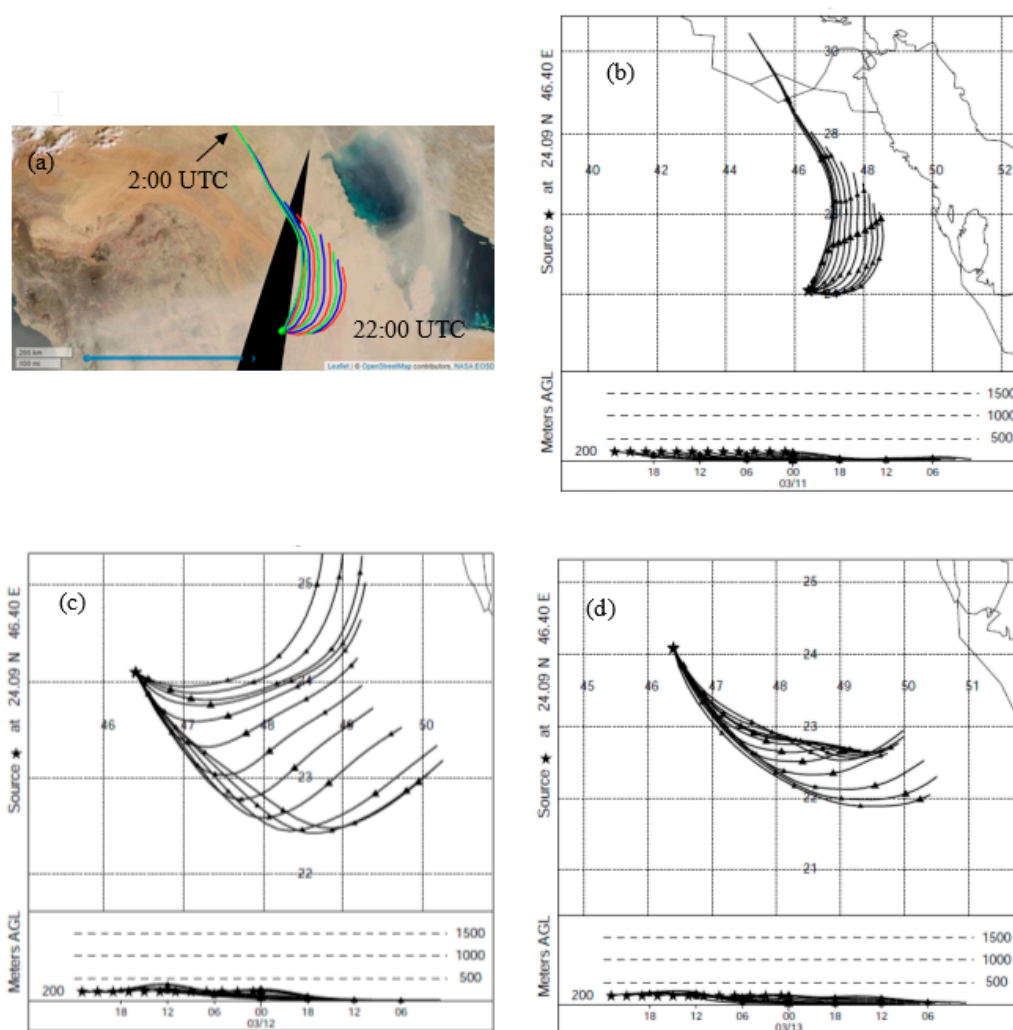 (a)
2:00 UTC
22:00 UTC
200 km
100 mi
Leaflet | © OpenStreetMap contributors, NASA EOSD
(b)
Source ★ at 24.09 N 46.40 E
30
28
40 42 44 46 48 50 52
Meters AGL
1500
1000
500
200
18 12 06 00 18 12 06
03/11
(c)
Source ★ at 24.09 N 46.40 E
25
24
46 47 48 49 50
23
22
Meters AGL
1500
1000
500
200
18 12 06 00 18 12 06
03/12
(d)
Source ★ at 24.09 N 46.40 E
25
24
45 46 47 48 49 50 51
23
22
21
Meters AGL
1500
1000
500
200
18 12 06 00 18 12 06
03/13